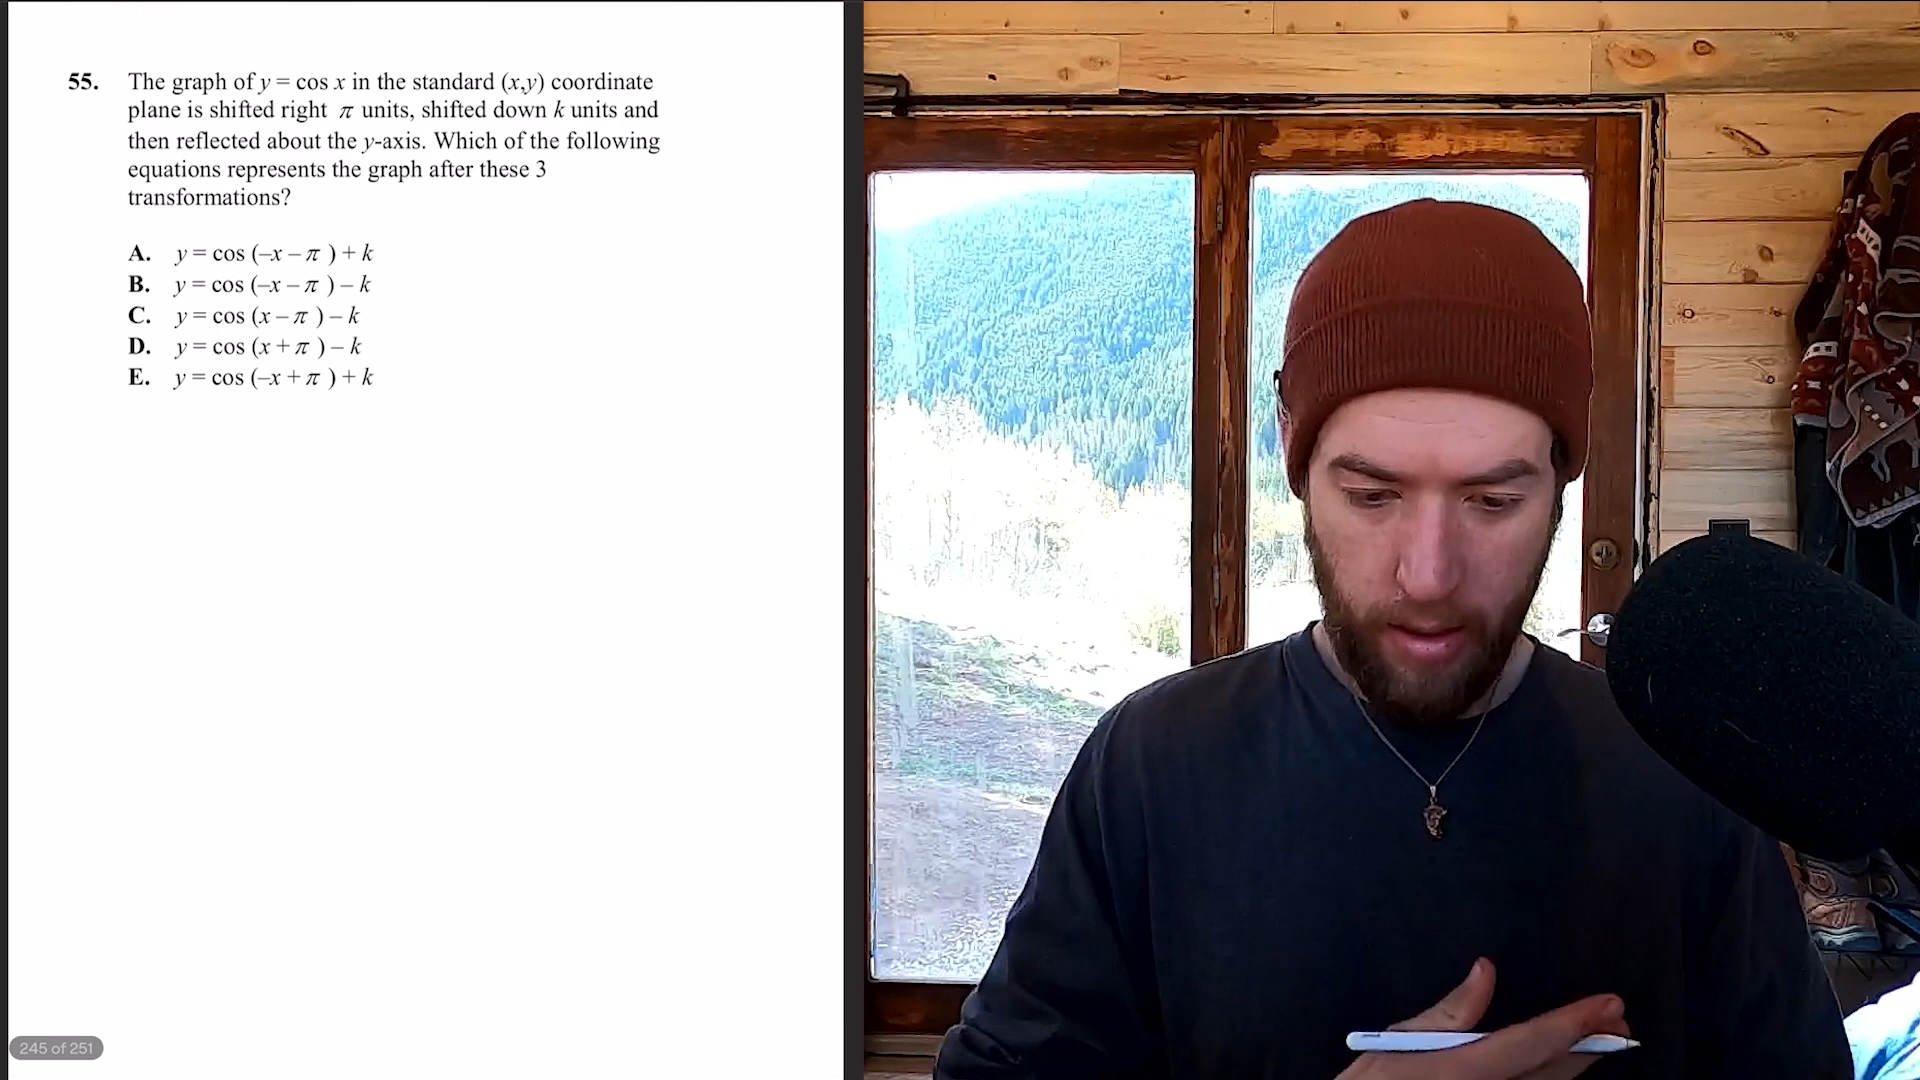 55. The graph of y = cos x in the standard (x,y) coordinate
plane is shifted right π units, shifted down k units and
then reflected about the y-axis. Which of the following
equations represents the graph after these 3
transformations?
A. y = cos (–x – π ) + k
B. y = cos (–x – π ) – k
C. y = cos (x – π ) – k
D. y = cos (x + π ) – k
E. y = cos (–x + π ) + k
245 of 251